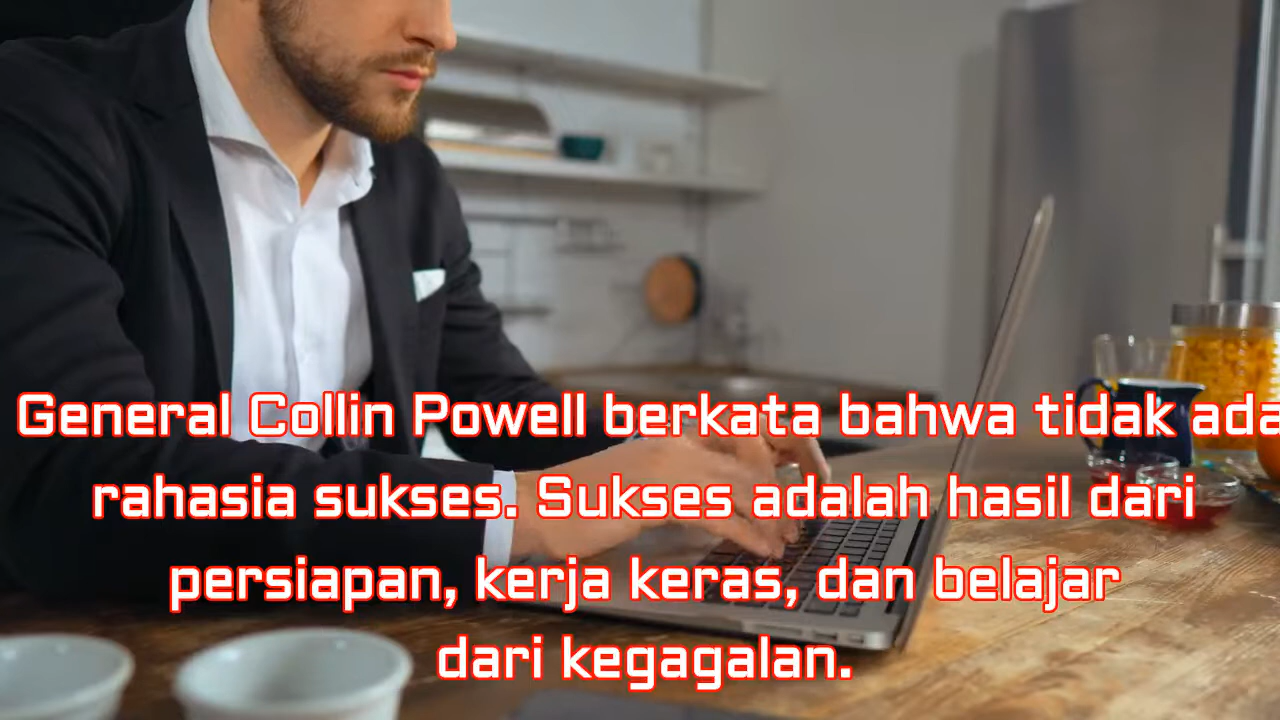 General Collin Powell berkata bahwa tidak ada
rahasia sukses. Sukses adalah hasil dari
persiapan, kerja keras, dan belajar
dari kegagalan.